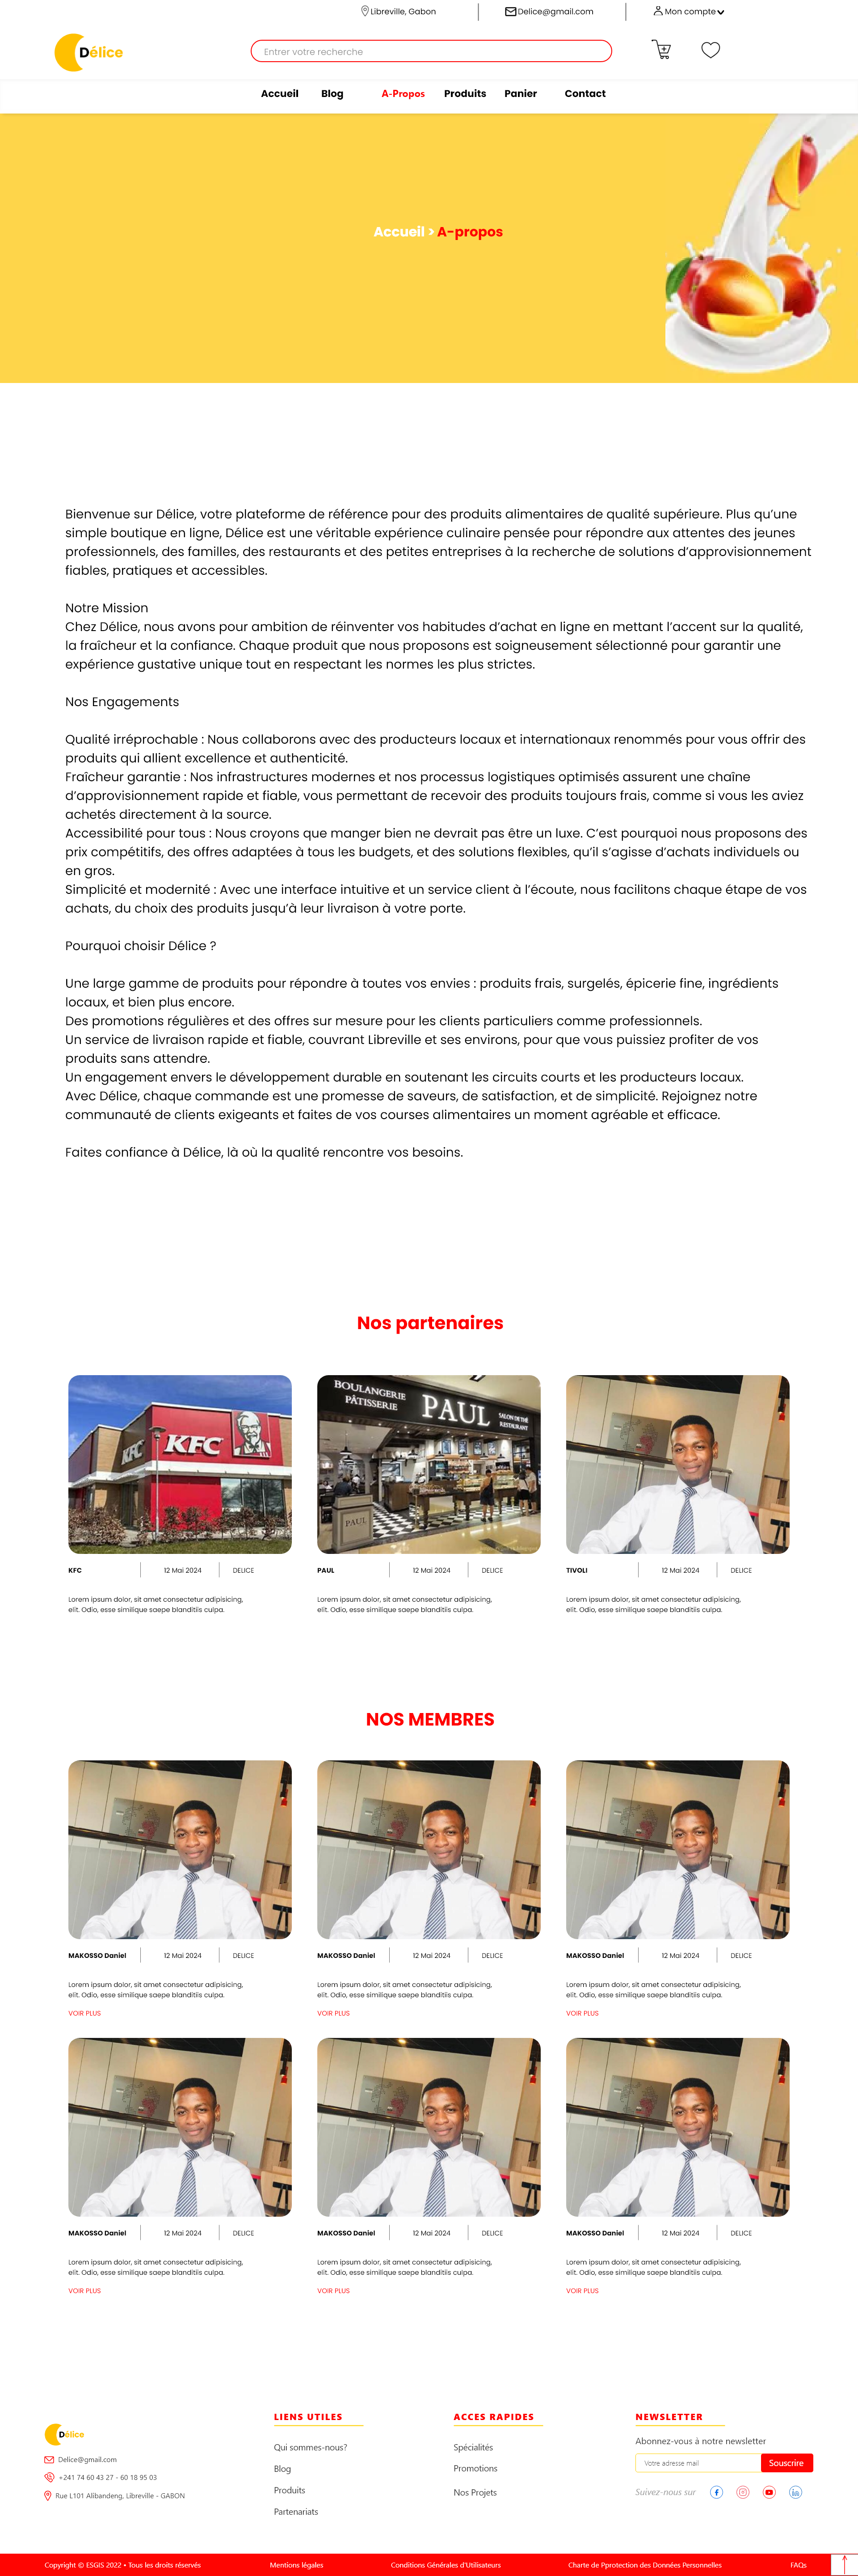 Libreville, Gabon
Delice@gmail.com
Mon compte
Délice
Entrer votre recherche
Accueil
Blog
A-Propos
Produits
Panier
Contact
Accueil > A-propos
Bienvenue sur Délice, votre plateforme de référence pour des produits alimentaires de qualité supérieure. Plus qu’une
simple boutique en ligne, Délice est une véritable expérience culinaire pensée pour répondre aux attentes des jeunes
professionnels, des familles, des restaurants et des petites entreprises à la recherche de solutions d’approvisionnement
fiables, pratiques et accessibles.
Notre Mission
Chez Délice, nous avons pour ambition de réinventer vos habitudes d’achat en ligne en mettant l’accent sur la qualité,
la fraîcheur et la confiance. Chaque produit que nous proposons est soigneusement sélectionné pour garantir une
expérience gustative unique tout en respectant les normes les plus strictes.
Nos Engagements
Qualité irréprochable : Nous collaborons avec des producteurs locaux et internationaux renommés pour vous offrir des
produits qui allient excellence et authenticité.
Fraîcheur garantie : Nos infrastructures modernes et nos processus logistiques optimisés assurent une chaîne
d’approvisionnement rapide et fiable, vous permettant de recevoir des produits toujours frais, comme si vous les aviez
achetés directement à la source.
Accessibilité pour tous : Nous croyons que manger bien ne devrait pas être un luxe. C’est pourquoi nous proposons des
prix compétitifs, des offres adaptées à tous les budgets, et des solutions flexibles, qu’il s’agisse d’achats individuels ou
en gros.
Simplicité et modernité : Avec une interface intuitive et un service client à l’écoute, nous facilitons chaque étape de vos
achats, du choix des produits jusqu’à leur livraison à votre porte.
Pourquoi choisir Délice ?
Une large gamme de produits pour répondre à toutes vos envies : produits frais, surgelés, épicerie fine, ingrédients
locaux, et bien plus encore.
Des promotions régulières et des offres sur mesure pour les clients particuliers comme professionnels.
Un service de livraison rapide et fiable, couvrant Libreville et ses environs, pour que vous puissiez profiter de vos
produits sans attendre.
Un engagement envers le développement durable en soutenant les circuits courts et les producteurs locaux.
Avec Délice, chaque commande est une promesse de saveurs, de satisfaction, et de simplicité. Rejoignez notre
communauté de clients exigeants et faites de vos courses alimentaires un moment agréable et efficace.
Faites confiance à Délice, là où la qualité rencontre vos besoins.
Nos partenaires
KFC
KFC
BOULANGERIE
PÂTISSERIE
PAUL
SALON DE THÉ
RESTAURANT
PAUL
KFC
12 Mai 2024
DELICE
Lorem ipsum dolor, sit amet consectetur adipisicing,
elit. Odio, esse similique saepe blanditiis culpa.
PAUL
12 Mai 2024
DELICE
Lorem ipsum dolor, sit amet consectetur adipisicing,
elit. Odio, esse similique saepe blanditiis culpa.
TIVOLI
12 Mai 2024
DELICE
Lorem ipsum dolor, sit amet consectetur adipisicing,
elit. Odio, esse similique saepe blanditiis culpa.
NOS MEMBRES
MAKOSSO Daniel
12 Mai 2024
DELICE
Lorem ipsum dolor, sit amet consectetur adipisicing,
elit. Odio, esse similique saepe blanditiis culpa.
VOIR PLUS
MAKOSSO Daniel
12 Mai 2024
DELICE
Lorem ipsum dolor, sit amet consectetur adipisicing,
elit. Odio, esse similique saepe blanditiis culpa.
VOIR PLUS
MAKOSSO Daniel
12 Mai 2024
DELICE
Lorem ipsum dolor, sit amet consectetur adipisicing,
elit. Odio, esse similique saepe blanditiis culpa.
VOIR PLUS
MAKOSSO Daniel
12 Mai 2024
DELICE
Lorem ipsum dolor, sit amet consectetur adipisicing,
elit. Odio, esse similique saepe blanditiis culpa.
VOIR PLUS
MAKOSSO Daniel
12 Mai 2024
DELICE
Lorem ipsum dolor, sit amet consectetur adipisicing,
elit. Odio, esse similique saepe blanditiis culpa.
VOIR PLUS
MAKOSSO Daniel
12 Mai 2024
DELICE
Lorem ipsum dolor, sit amet consectetur adipisicing,
elit. Odio, esse similique saepe blanditiis culpa.
VOIR PLUS
Délice
Delice@gmail.com
+241 74 60 43 27 - 60 18 95 03
Rue L101 Alibandeng, Libreville - GABON
LIENS UTILES
Qui sommes-nous?
Blog
Produits
Partenariats
ACCES RAPIDES
Spécialités
Promotions
Nos Projets
NEWSLETTER
Abonnez-vous à notre newsletter
Votre adresse mail
Souscrire
Suivez-nous sur
Copyright © ESGIS 2022 • Tous les droits réservés
Mentions légales
Conditions Générales d'Utilisateurs
Charte de Pprotection des Données Personnelles
FAQs